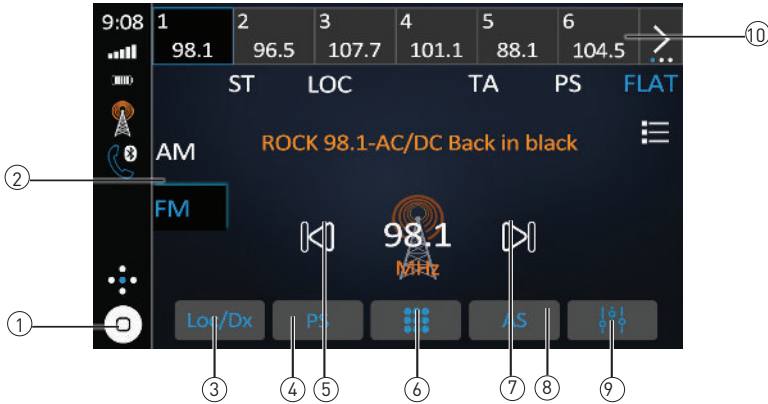 9:08
1 2 3 4 5 6
98.1 96.5 107.7 101.1 88.1 104.5
ST LOC TA PS FLAT
ROCK 98.1-AC/DC Back in black
AM
FM
98.1
MHz
Loc/Dx PS AS
10
2
1
3 4 5 6 7 8 9